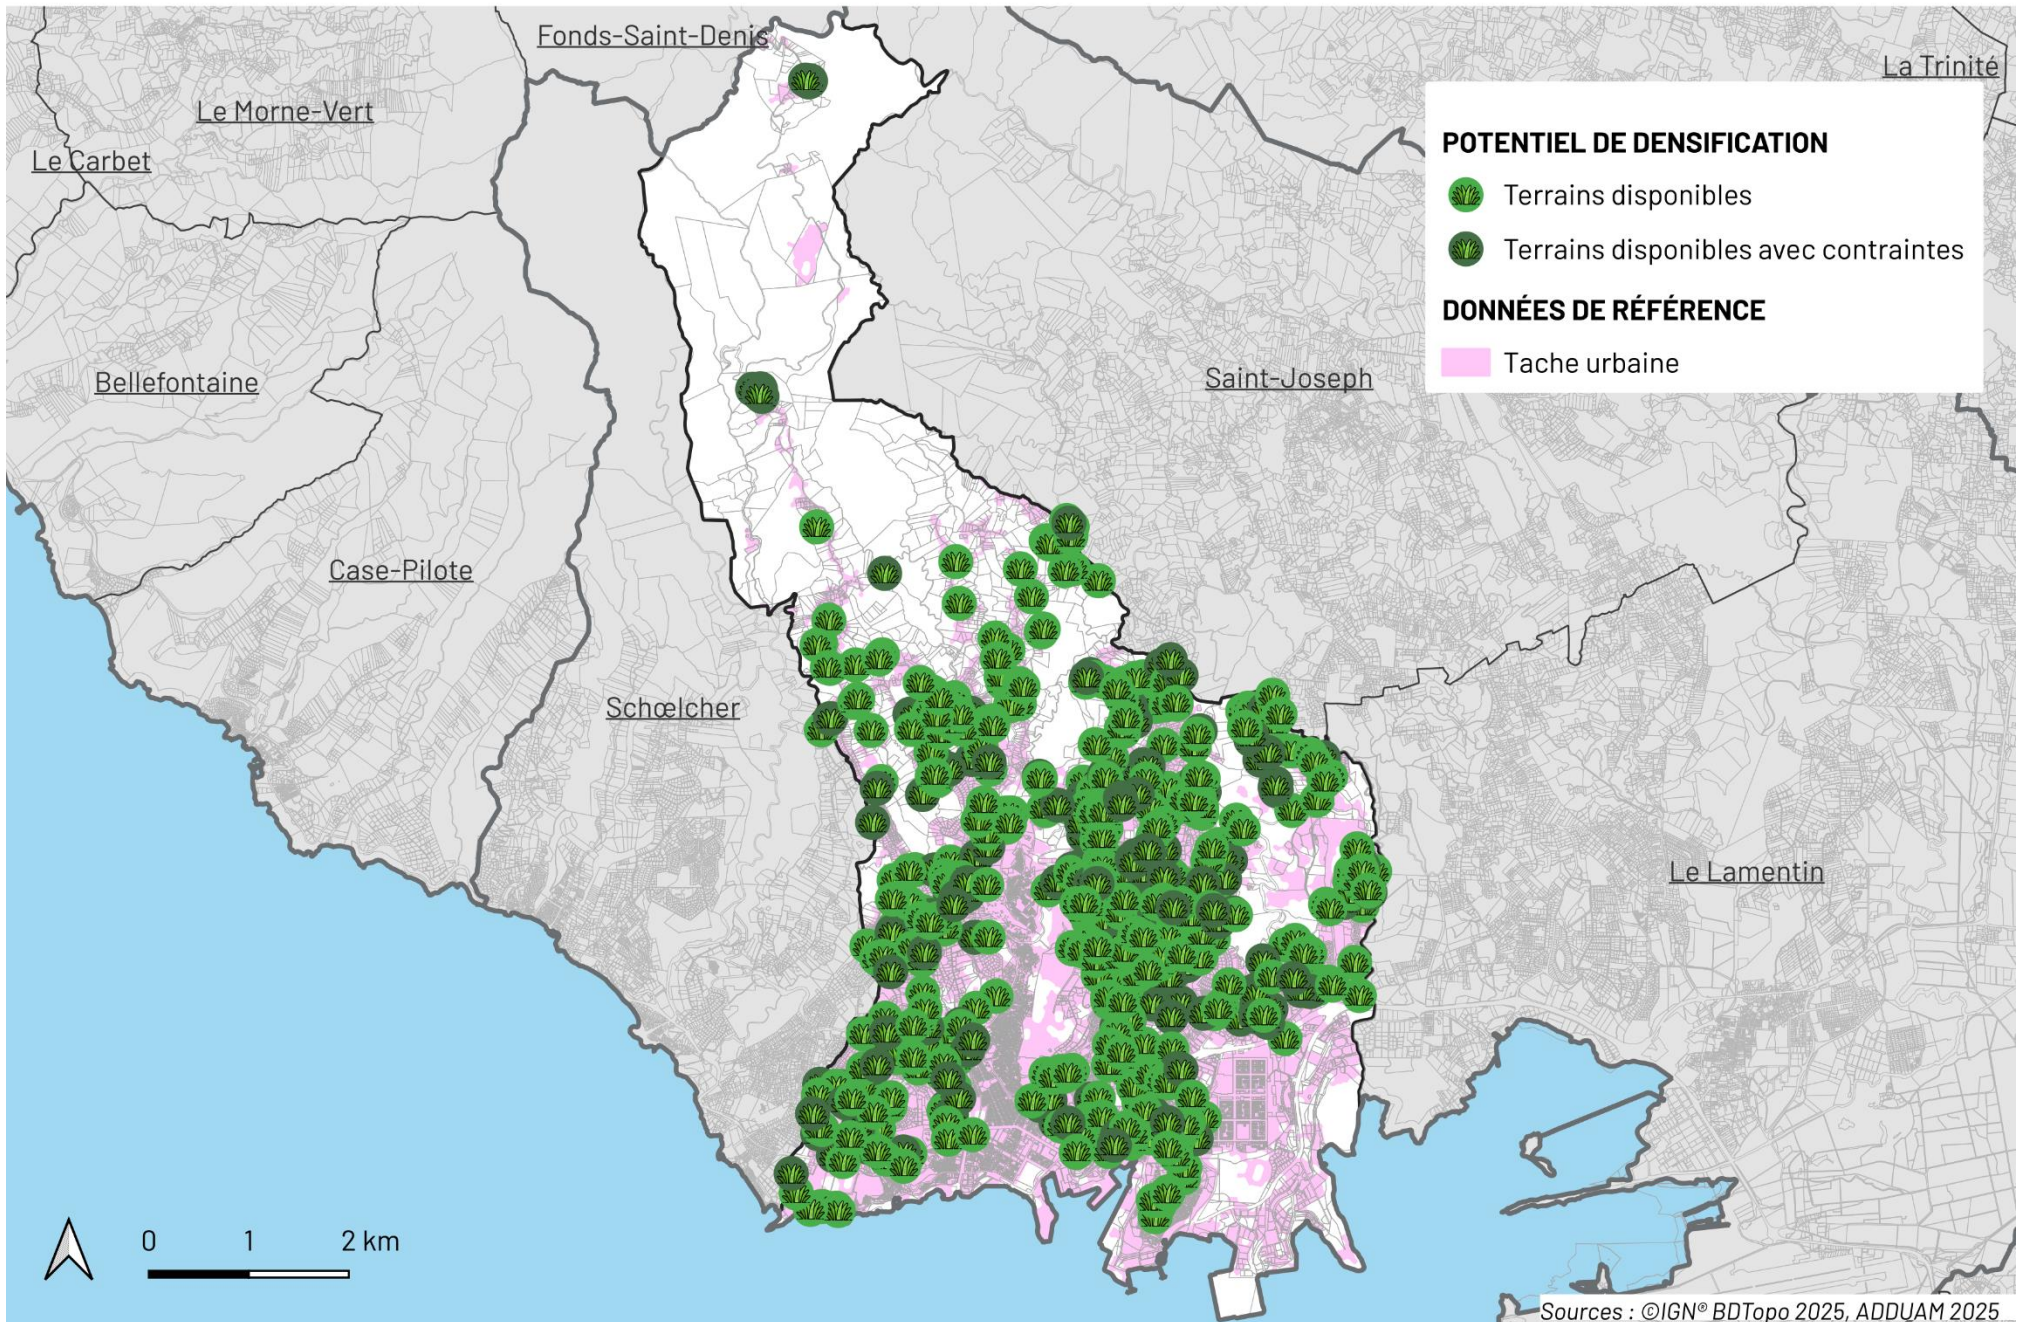 Fonds-Saint-Denis
La Trinité
Le Morne-Vert
Le Carbet
POTENTIEL DE DENSIFICATION
Terrains disponibles
Terrains disponibles avec contraintes
DONNÉES DE RÉFÉRENCE
Tache urbaine
Bellefontaine
Saint-Joseph
Case-Pilote
Schœlcher
Le Lamentin
0 1 2 km
Sources : ©IGN® BDTopo 2025, ADDUAM 2025